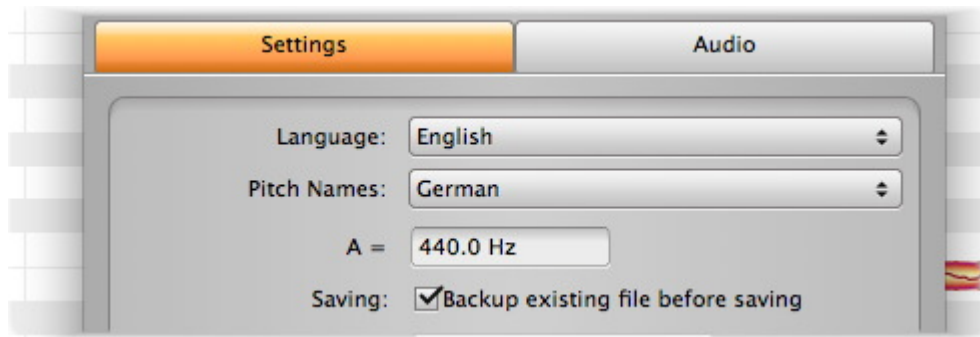 Settings Audio
Language: English
Pitch Names: German
A = 440.0 Hz
Saving: Backup existing file before saving